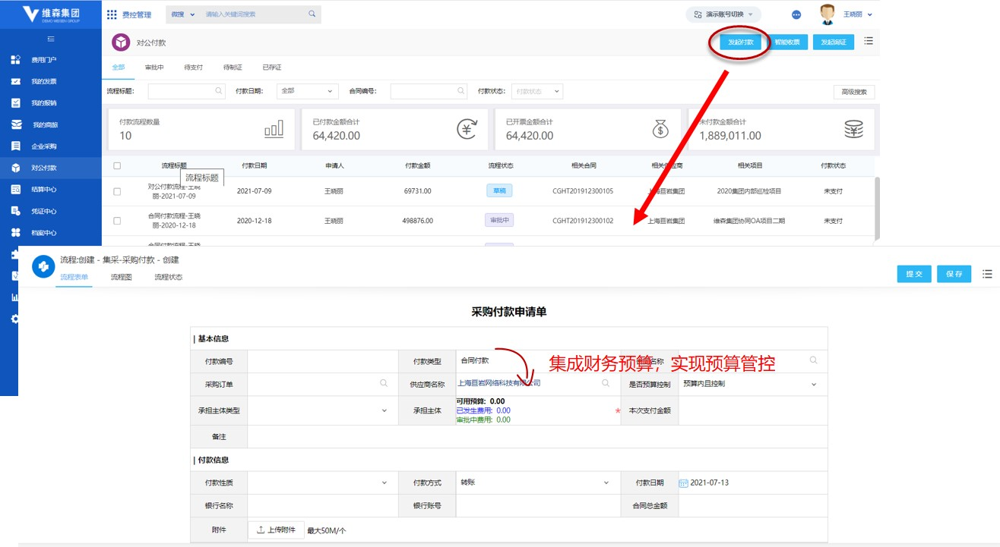 维森集团
DEMO WEISEN GROUP
费控管理
微搜
请输入关键词搜索
演示账号切换
王晓丽
对公付款
发起付款
智能收票
发起询证
费用门户
我的发票
我的报销
我的商旅
企业采购
对公付款
结算中心
凭证中心
档案中心
全部
审批中
待支付
待制证
已存证
流程标题:
付款日期:
全部
合同编号:
付款状态:
付款状态
高级搜索
付款流程数量
10
已付款金额合计
64,420.00
已开票金额合计
64,420.00
未付款金额合计
1,889,011.00
流程标题 付款日期 申请人 付款金额 流程状态 相关合同 相关供应商 相关项目 付款状态
流程标题
对公付款流程-王晓
丽-2021-07-09
2021-07-09 王晓丽 69731.00 草稿 CGHT201912300105 上海巨岩集团 2020集团内部巡检项目 未支付
合同付款流程-王晓
丽-2020-12-18
2020-12-18 王晓丽 498876.00 审批中 CGHT201912300102 上海巨岩集团 维森集团协同OA项目二期 未支付
合同付款流程-王晓
流程:创建 - 集采-采购付款 - 创建
流程表单
流程图
流程状态
提交
保存
采购付款申请单
基本信息
付款编号
付款类型 合同付款
名称
集成财务预算，实现预算管控
采购订单
供应商名称 上海巨岩网络科技有限公司
是否预算控制 预算内且控制
承担主体类型
承担主体
可用预算: 0.00
已发生费用: 0.00
审批中费用: 0.00
* 本次支付金额
备注
付款信息
付款性质
付款方式 转账
付款日期 2021-07-13
银行名称
银行账号
合同总金额
附件 上传附件 最大50M/个